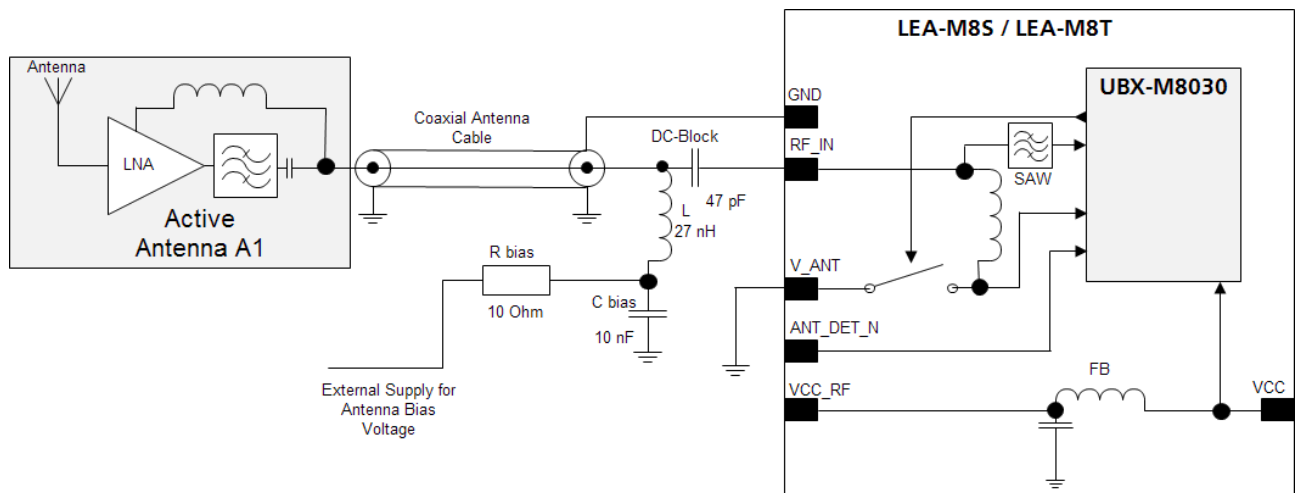 LEA-M8S / LEA-M8T
Antenna
LNA
Active
Antenna A1
Coaxial Antenna
Cable
DC-Block
47 pF
L
27 nH
R bias
10 Ohm
C bias
10 nF
External Supply for
Antenna Bias
Voltage
GND
RF_IN
V_ANT
ANT_DET_N
VCC_RF
UBX-M8030
SAW
FB
VCC